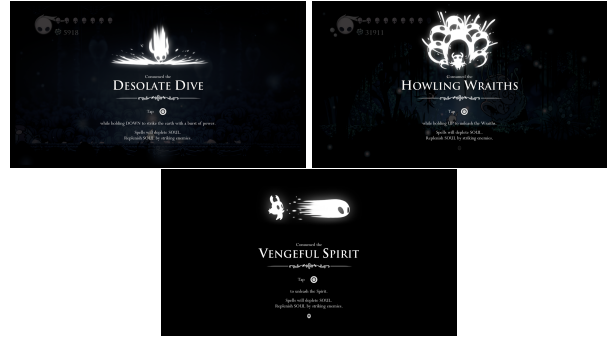 5918
Consumed the
DESOLATE DIVE
Tap
while holding DOWN to strike the earth with a burst of power.
Spells will deplete SOUL.
Replenish SOUL by striking enemies.
31911
Consumed the
HOWLING WRAITHS
Tap
while holding UP to unleash the Wraiths.
Spells will deplete SOUL.
Replenish SOUL by striking enemies.
Consumed the
VENGEFUL SPIRIT
Tap
to unleash the Spirit.
Spells will deplete SOUL.
Replenish SOUL by striking enemies.